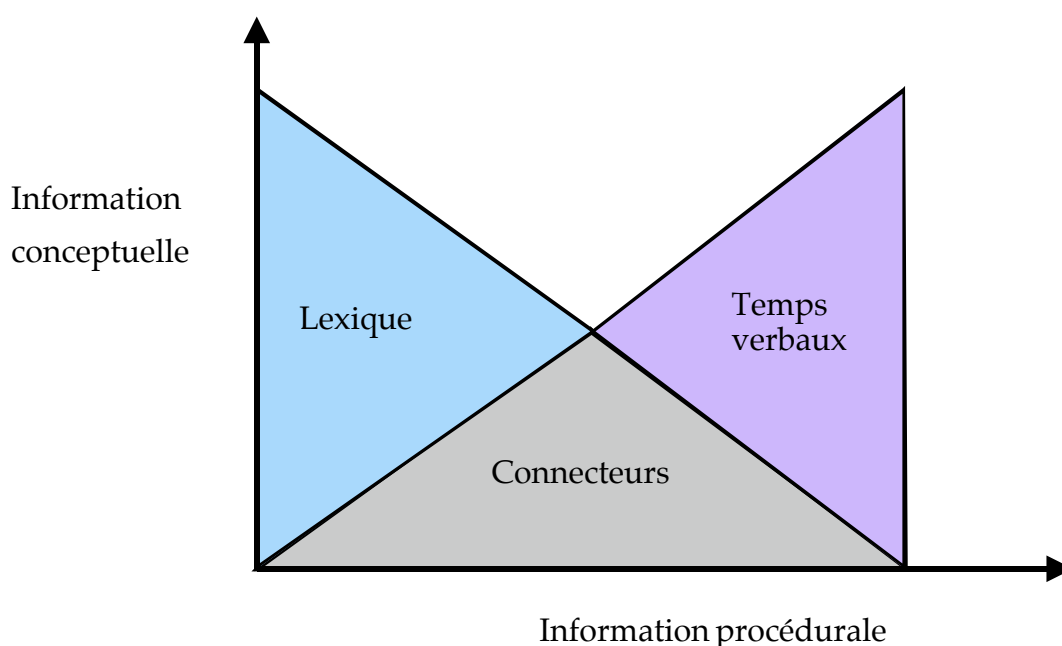 Information
conceptuelle
Lexique
Temps
verbaux
Connecteurs
Information procédurale